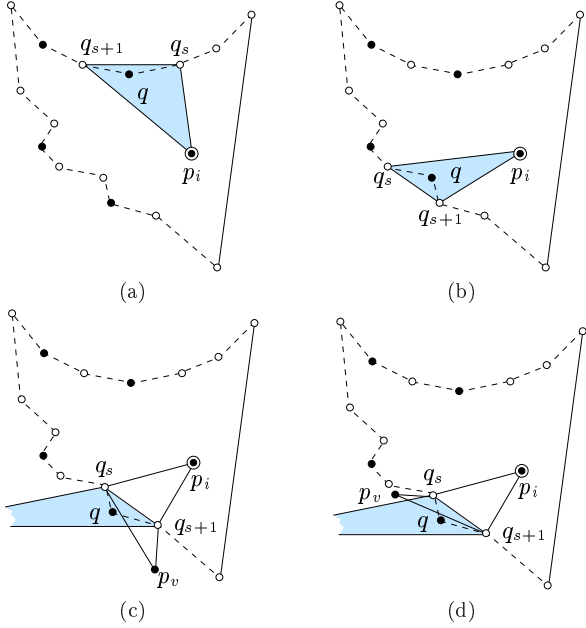 q_{s+1} q_s
q
p_i
(a)
q_s q p_i
q_{s+1}
(b)
q_s
p_i
q q_{s+1}
p_v
(c)
q_s
p_v p_i
q q_{s+1}
(d)